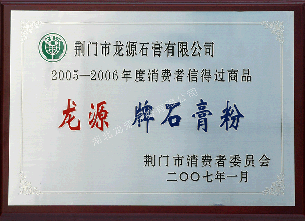 荆门市龙源石膏有限公司
2005-2006年度消费者信得过商品
龙源 牌石膏粉
荆门市消费者委员会
二〇〇七年一月